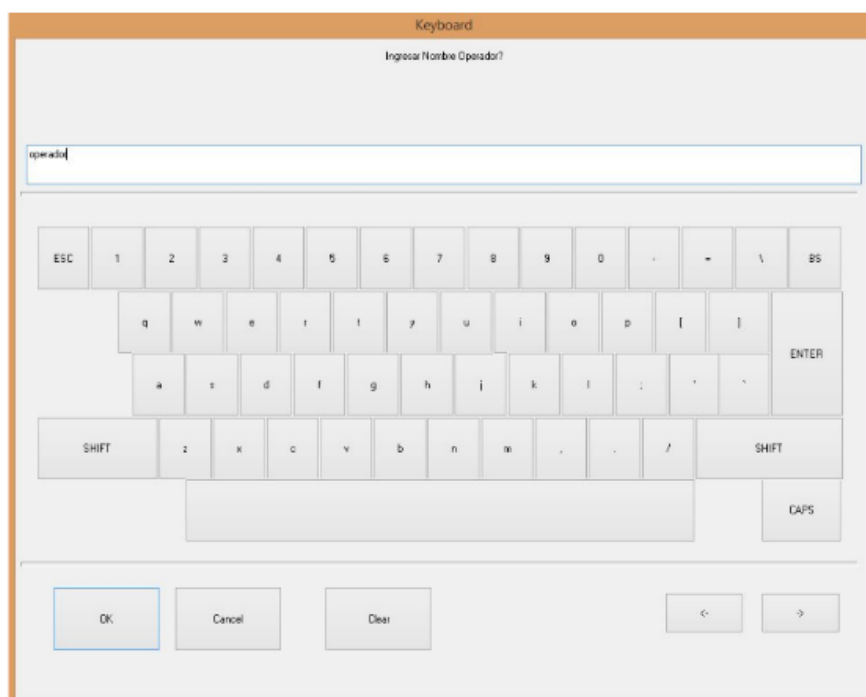 Keyboard
Ingresar Nombre Operador?
operador
ESC 1 2 3 4 5 6 7 8 9 0 - = \ BS
q w e r t y u i o p [ ]
ENTER
a s d f g h j k l ; ' `
SHIFT z x c v b n m , . / SHIFT
CAPS
OK Cancel Clear <- ->